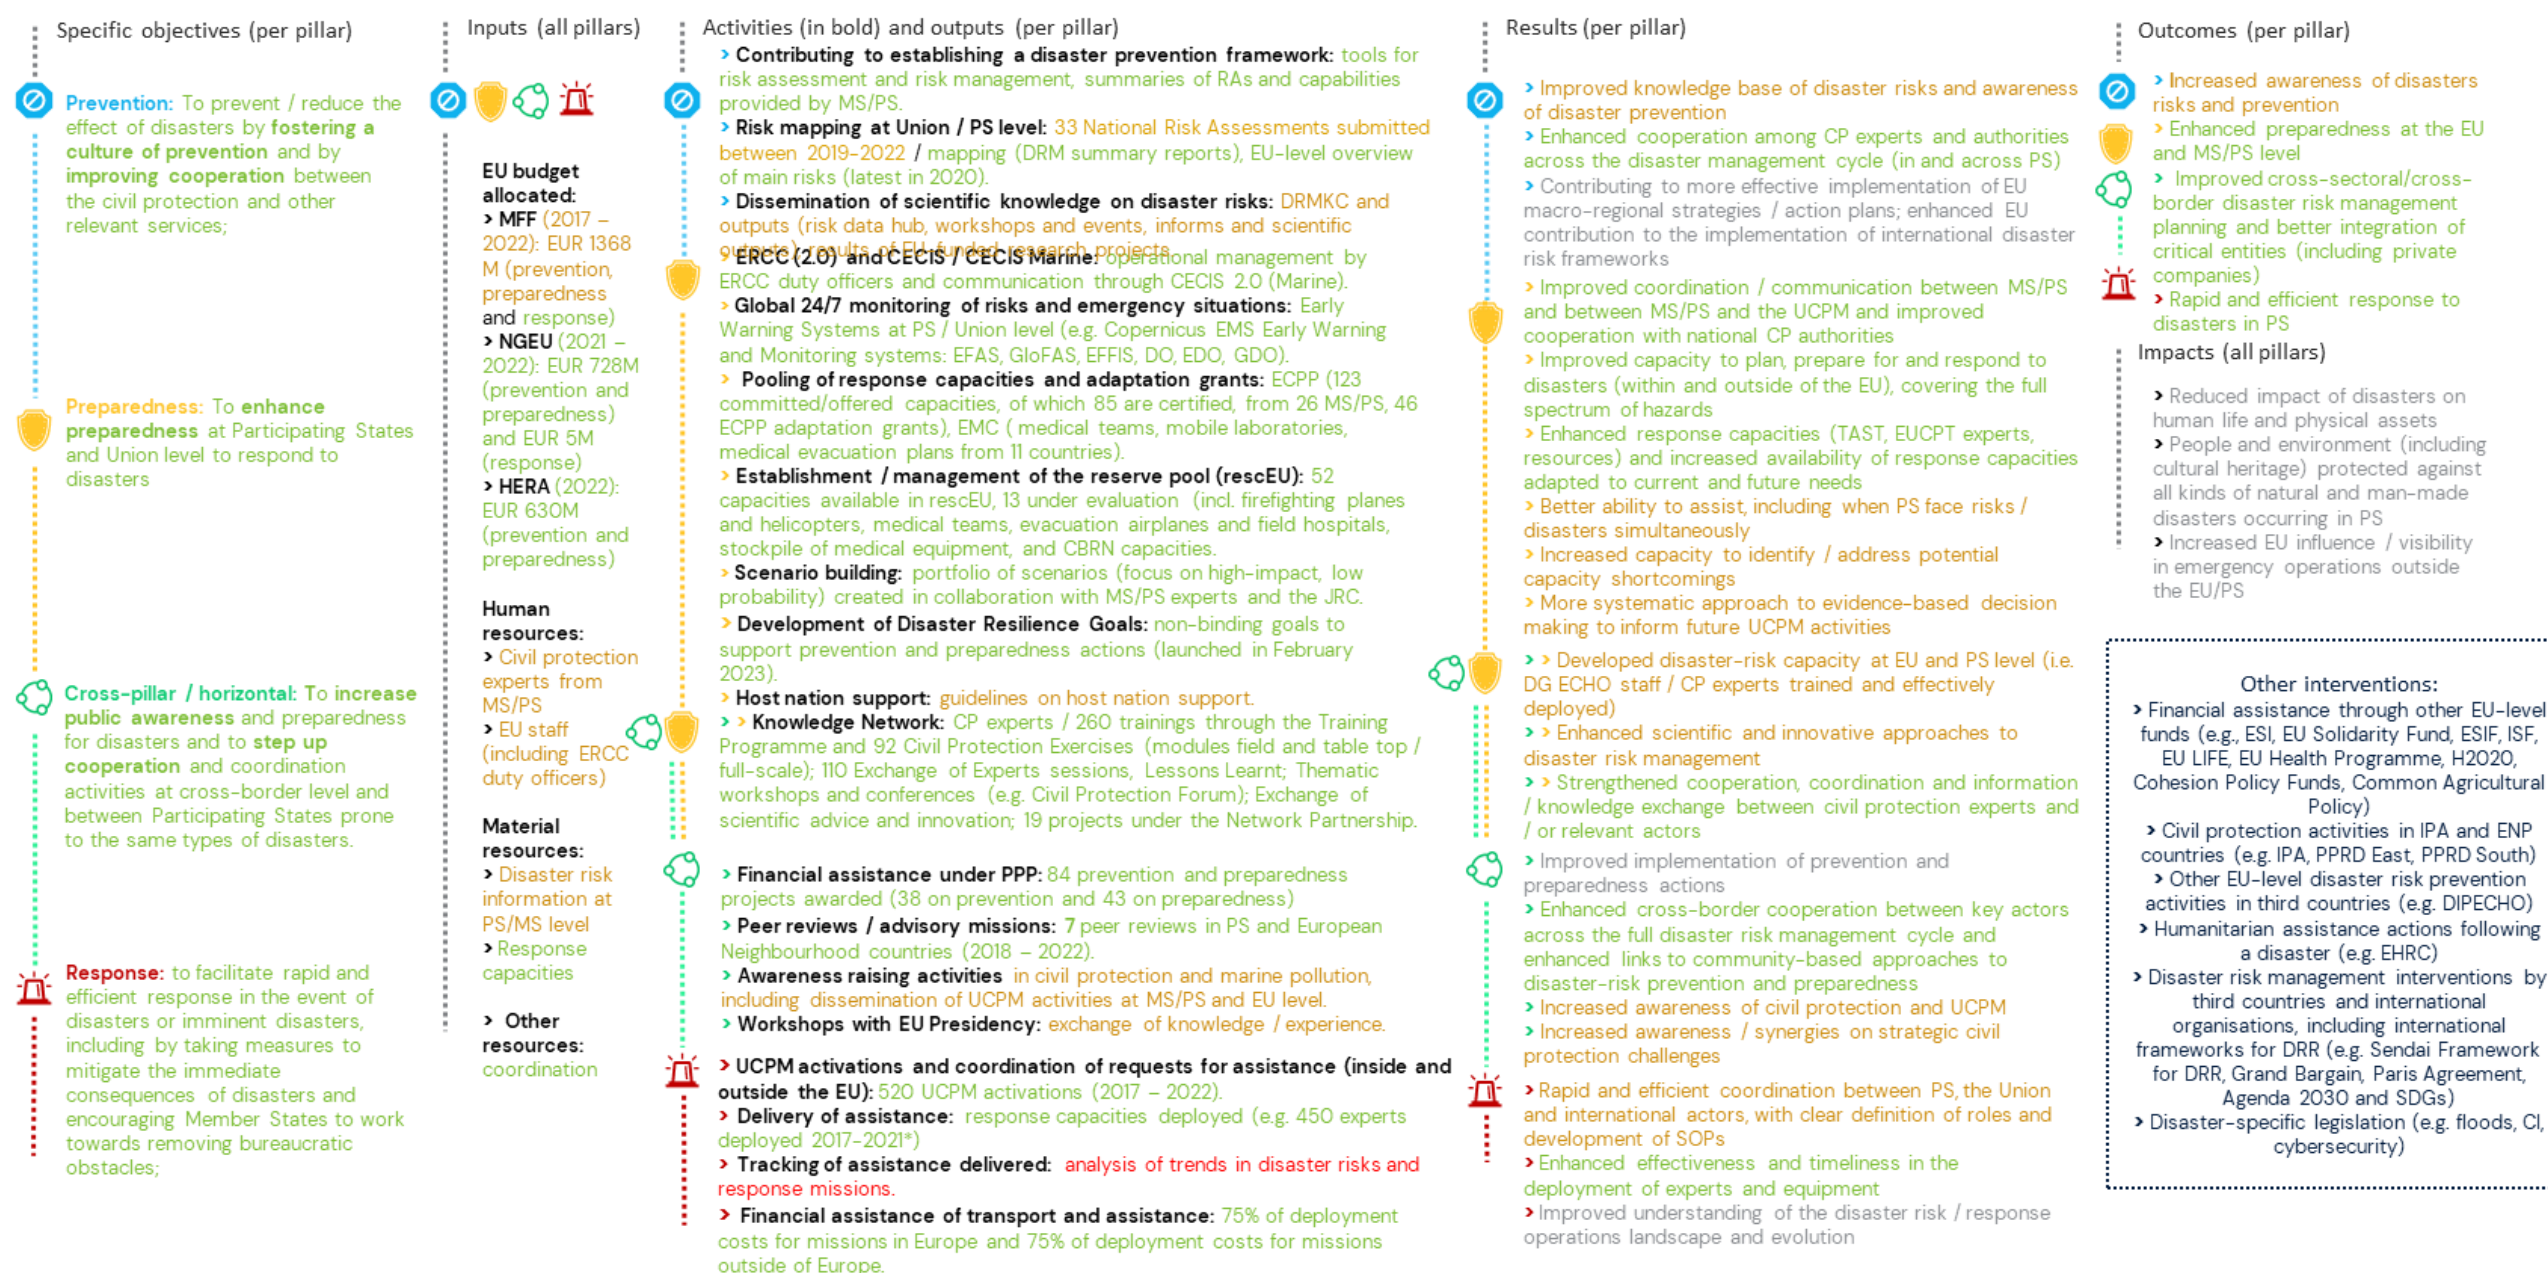 Specific objectives (per pillar)
Prevention: To prevent / reduce the
effect of disasters by fostering a
culture of prevention and by
improving cooperation between
the civil protection and other
relevant services;
Preparedness: To enhance
preparedness at Participating States
and Union level to respond to
disasters
Cross-pillar / horizontal: To increase
public awareness and preparedness
for disasters and to step up
cooperation and coordination
activities at cross-border level and
between Participating States prone
to the same types of disasters.
Response: to facilitate rapid and
efficient response in the event of
disasters or imminent disasters,
including by taking measures to
mitigate the immediate
consequences of disasters and
encouraging Member States to work
towards removing bureaucratic
obstacles;
Inputs (all pillars)
EU budget
allocated:
> MFF (2017 –
2022): EUR 1368
M (prevention,
preparedness
and response)
> NGEU (2021 –
2022): EUR 728M
(prevention and
preparedness)
and EUR 5M
(response)
> HERA (2022):
EUR 630M
(prevention and
preparedness)
Human
resources:
> Civil protection
experts from
MS/PS
> EU staff
(including ERCC
duty officers)
Material
resources:
> Disaster risk
information at
PS/MS level
> Response
capacities
> Other
resources:
coordination
Activities (in bold) and outputs (per pillar)
> Contributing to establishing a disaster prevention framework: tools for
risk assessment and risk management, summaries of RAs and capabilities
provided by MS/PS.
> Risk mapping at Union / PS level: 33 National Risk Assessments submitted
between 2019-2022 / mapping (DRM summary reports), EU-level overview
of main risks (latest in 2020).
> Dissemination of scientific knowledge on disaster risks: DRMKC and
outputs (risk data hub, workshops and events, informs and scientific
outputs), results of EU-funded research projects.
> ERCC (2.0) and CECIS / CECIS Marine: operational management by
ERCC duty officers and communication through CECIS 2.0 (Marine).
> Global 24/7 monitoring of risks and emergency situations: Early
Warning Systems at PS / Union level (e.g. Copernicus EMS Early Warning
and Monitoring systems: EFAS, GloFAS, EFFIS, DO, EDO, GDO).
> Pooling of response capacities and adaptation grants: ECPP (123
committed/offered capacities, of which 85 are certified, from 26 MS/PS, 46
ECPP adaptation grants), EMC ( medical teams, mobile laboratories,
medical evacuation plans from 11 countries).
> Establishment / management of the reserve pool (rescEU): 52
capacities available in rescEU, 13 under evaluation (incl. firefighting planes
and helicopters, medical teams, evacuation airplanes and field hospitals,
stockpile of medical equipment, and CBRN capacities.
> Scenario building: portfolio of scenarios (focus on high-impact, low
probability) created in collaboration with MS/PS experts and the JRC.
> Development of Disaster Resilience Goals: non-binding goals to
support prevention and preparedness actions (launched in February
2023).
> Host nation support: guidelines on host nation support.
> > Knowledge Network: CP experts / 260 trainings through the Training
Programme and 92 Civil Protection Exercises (modules field and table top /
full-scale); 110 Exchange of Experts sessions, Lessons Learnt; Thematic
workshops and conferences (e.g. Civil Protection Forum); Exchange of
scientific advice and innovation; 19 projects under the Network Partnership.
> Financial assistance under PPP: 84 prevention and preparedness
projects awarded (38 on prevention and 43 on preparedness)
> Peer reviews / advisory missions: 7 peer reviews in PS and European
Neighbourhood countries (2018 – 2022).
> Awareness raising activities in civil protection and marine pollution,
including dissemination of UCPM activities at MS/PS and EU level.
> Workshops with EU Presidency: exchange of knowledge / experience.
> UCPM activations and coordination of requests for assistance (inside and
outside the EU): 520 UCPM activations (2017 – 2022).
> Delivery of assistance: response capacities deployed (e.g. 450 experts
deployed 2017-2021*)
> Tracking of assistance delivered: analysis of trends in disaster risks and
response missions.
> Financial assistance of transport and assistance: 75% of deployment
costs for missions in Europe and 75% of deployment costs for missions
outside of Europe.
Results (per pillar)
> Improved knowledge base of disaster risks and awareness
of disaster prevention
> Enhanced cooperation among CP experts and authorities
across the disaster management cycle (in and across PS)
> Contributing to more effective implementation of EU
macro-regional strategies / action plans; enhanced EU
contribution to the implementation of international disaster
risk frameworks
> Improved coordination / communication between MS/PS
and between MS/PS and the UCPM and improved
cooperation with national CP authorities
> Improved capacity to plan, prepare for and respond to
disasters (within and outside of the EU), covering the full
spectrum of hazards
> Enhanced response capacities (TAST, EUCPT experts,
resources) and increased availability of response capacities
adapted to current and future needs
> Better ability to assist, including when PS face risks /
disasters simultaneously
> Increased capacity to identify / address potential
capacity shortcomings
> More systematic approach to evidence-based decision
making to inform future UCPM activities
> > Developed disaster-risk capacity at EU and PS level (i.e.
DG ECHO staff / CP experts trained and effectively
deployed)
> > Enhanced scientific and innovative approaches to
disaster risk management
> > Strengthened cooperation, coordination and information
/ knowledge exchange between civil protection experts and
/ or relevant actors
> Improved implementation of prevention and
preparedness actions
> Enhanced cross-border cooperation between key actors
across the full disaster risk management cycle and
enhanced links to community-based approaches to
disaster-risk prevention and preparedness
> Increased awareness of civil protection and UCPM
> Increased awareness / synergies on strategic civil
protection challenges
> Rapid and efficient coordination between PS, the Union
and international actors, with clear definition of roles and
development of SOPs
> Enhanced effectiveness and timeliness in the
deployment of experts and equipment
> Improved understanding of the disaster risk / response
operations landscape and evolution
Outcomes (per pillar)
> Increased awareness of disasters
risks and prevention
> Enhanced preparedness at the EU
and MS/PS level
> Improved cross-sectoral/cross-
border disaster risk management
planning and better integration of
critical entities (including private
companies)
> Rapid and efficient response to
disasters in PS
Impacts (all pillars)
> Reduced impact of disasters on
human life and physical assets
> People and environment (including
cultural heritage) protected against
all kinds of natural and man-made
disasters occurring in PS
> Increased EU influence / visibility
in emergency operations outside
the EU/PS
Other interventions:
> Financial assistance through other EU-level
funds (e.g., ESI, EU Solidarity Fund, ESIF, ISF,
EU LIFE, EU Health Programme, H2020,
Cohesion Policy Funds, Common Agricultural
Policy)
> Civil protection activities in IPA and ENP
countries (e.g. IPA, PPRD East, PPRD South)
> Other EU-level disaster risk prevention
activities in third countries (e.g. DIPECHO)
> Humanitarian assistance actions following
a disaster (e.g. EHRC)
> Disaster risk management interventions by
third countries and international
organisations, including international
frameworks for DRR (e.g. Sendai Framework
for DRR, Grand Bargain, Paris Agreement,
Agenda 2030 and SDGs)
> Disaster-specific legislation (e.g. floods, CI,
cybersecurity)